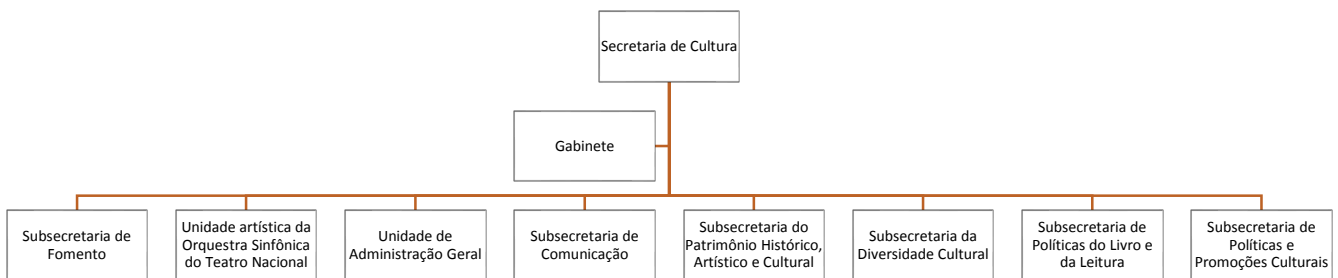 Secretaria de Cultura
Gabinete
Subsecretaria de
Fomento
Unidade artística da
Orquestra Sinfônica
do Teatro Nacional
Unidade de
Administração Geral
Subsecretaria de
Comunicação
Subsecretaria do
Patrimônio Histórico,
Artístico e Cultural
Subsecretaria da
Diversidade Cultural
Subsecretaria de
Políticas do Livro e
da Leitura
Subsecretaria de
Políticas e
Promoções Culturais